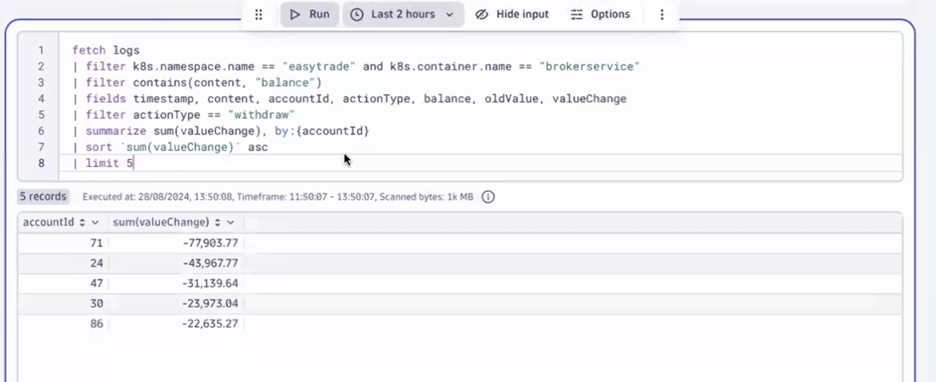 Run Last 2 hours Hide input Options
1 fetch logs
2 | filter k8s.namespace.name == "easytrade" and k8s.container.name == "brokerservice"
3 | filter contains(content, "balance")
4 | fields timestamp, content, accountId, actionType, balance, oldValue, valueChange
5 | filter actionType == "withdraw"
6 | summarize sum(valueChange), by:{accountId}
7 | sort `sum(valueChange)` asc
8 | limit 5
5 records Executed at: 28/08/2024, 13:50:08, Timeframe: 11:50:07 - 13:50:07, Scanned bytes: 1k MB
accountId sum(valueChange)
71 -77,903.77
24 -43,967.77
47 -31,139.64
30 -23,973.04
86 -22,635.27